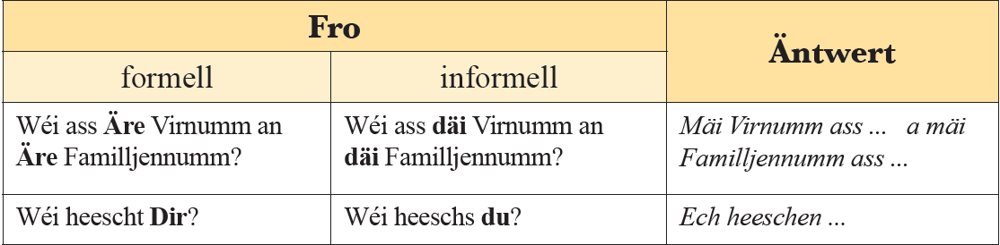 Fro
Äntwert
formell
informell
Wéi ass Äre Virnumm an
Äre Familljennumm?
Wéi ass däi Virnumm an
däi Familljennumm?
Mäi Virnumm ass ... a mäi
Familljennumm ass ...
Wéi heescht Dir?
Wéi heeschs du?
Ech heeschen ...